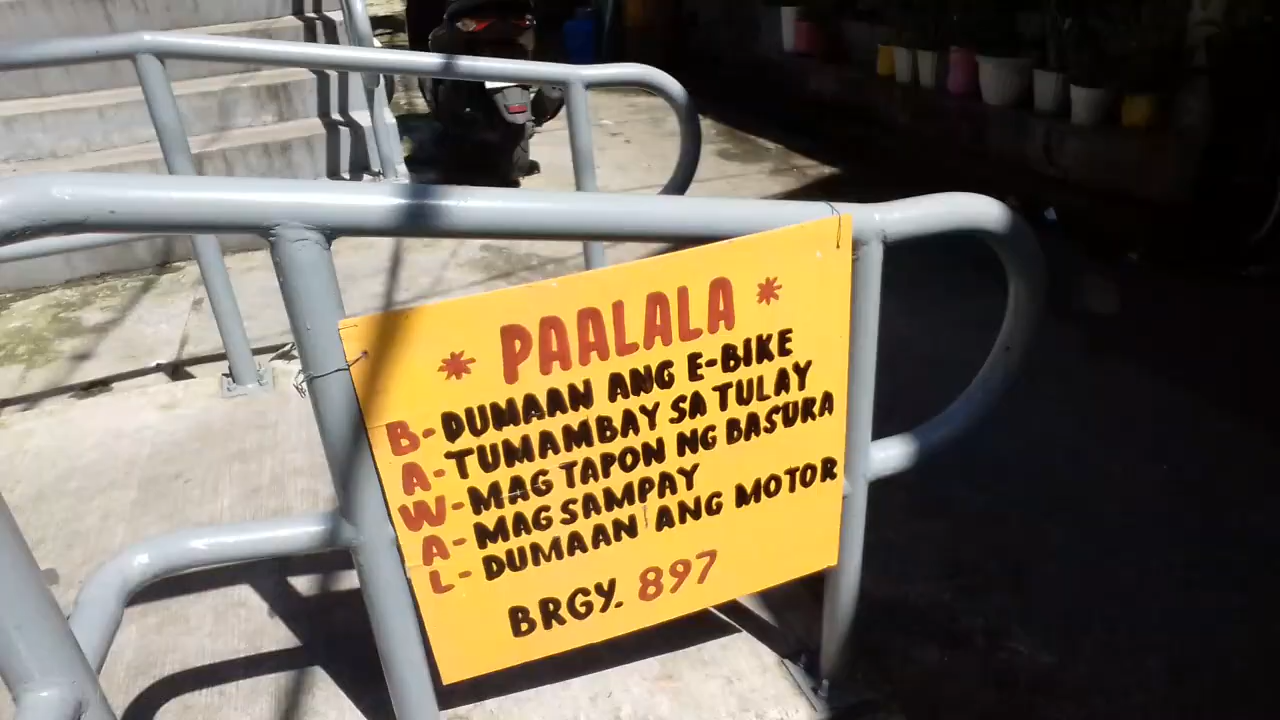 * PAALALA *
B- DUMAAN ANG E-BIKE
A- TUMAMBAY SA TULAY
W- MAG TAPON NG BASURA
A- MAG SAMPAY
L- DUMAAN ANG MOTOR
BRGY. 897